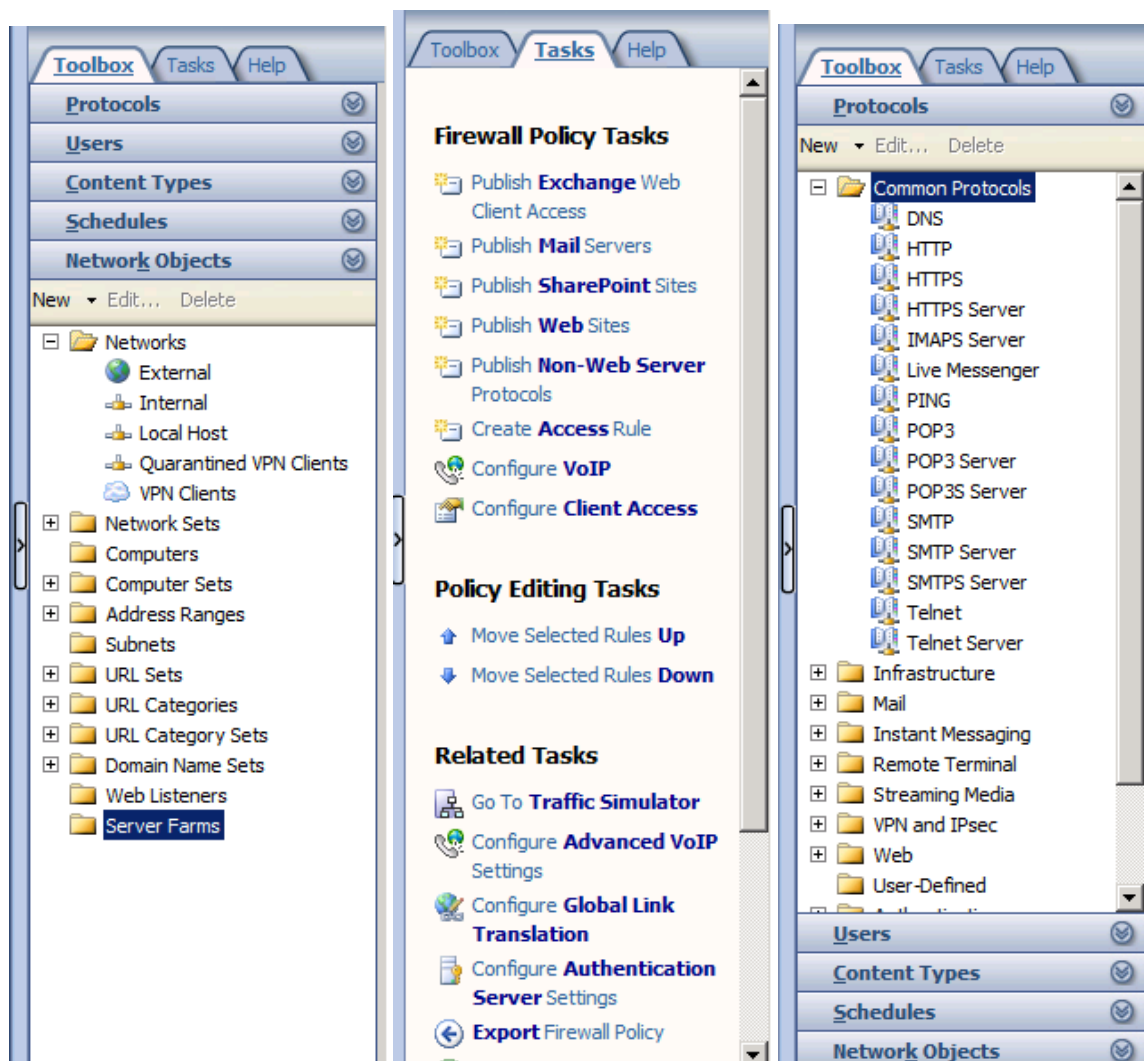 Toolbox Tasks Help
Protocols
Users
Content Types
Schedules
Network Objects
New Edit... Delete
Networks
External
Internal
Local Host
Quarantined VPN Clients
VPN Clients
Network Sets
Computers
Computer Sets
Address Ranges
Subnets
URL Sets
URL Categories
URL Category Sets
Domain Name Sets
Web Listeners
Server Farms
Toolbox Tasks Help
Firewall Policy Tasks
Publish Exchange Web
Client Access
Publish Mail Servers
Publish SharePoint Sites
Publish Web Sites
Publish Non-Web Server
Protocols
Create Access Rule
Configure VoIP
Configure Client Access
Policy Editing Tasks
Move Selected Rules Up
Move Selected Rules Down
Related Tasks
Go To Traffic Simulator
Configure Advanced VoIP
Settings
Configure Global Link
Translation
Configure Authentication
Server Settings
Export Firewall Policy
Toolbox Tasks Help
Protocols
New Edit... Delete
Common Protocols
DNS
HTTP
HTTPS
HTTPS Server
IMAPS Server
Live Messenger
PING
POP3
POP3 Server
POP3S Server
SMTP
SMTP Server
SMTPS Server
Telnet
Telnet Server
Infrastructure
Mail
Instant Messaging
Remote Terminal
Streaming Media
VPN and IPsec
Web
User-Defined
Users
Content Types
Schedules
Network Objects